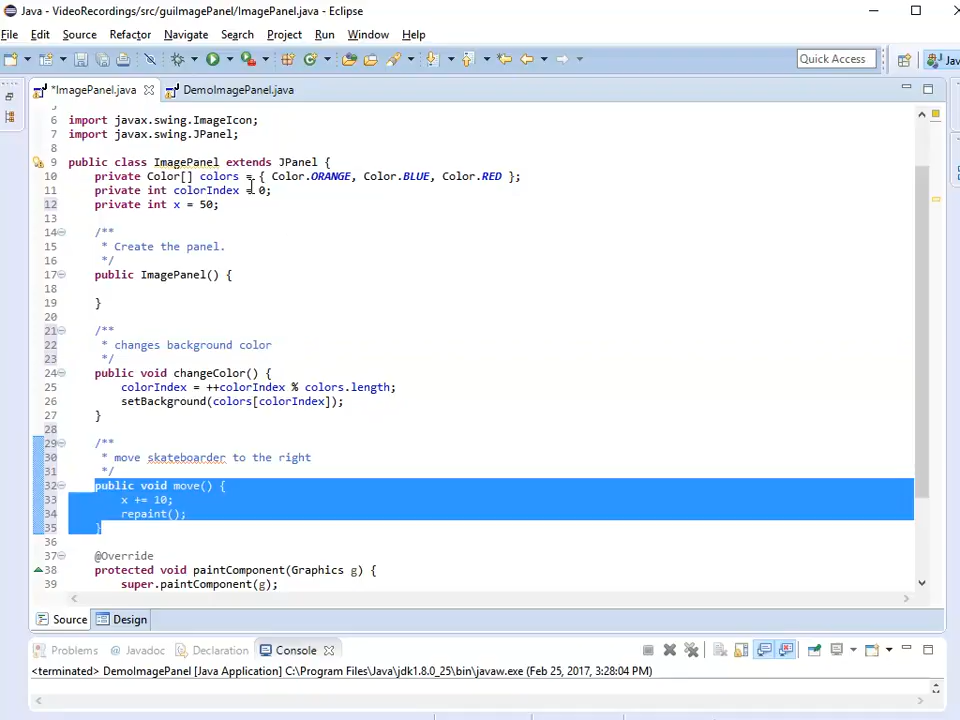 Java - VideoRecordings/src/guiImagePanel/ImagePanel.java - Eclipse
File Edit Source Refactor Navigate Search Project Run Window Help
Quick Access Jav
*ImagePanel.java DemoImagePanel.java
6 import javax.swing.ImageIcon;
7 import javax.swing.JPanel;
8
9 public class ImagePanel extends JPanel {
10 private Color[] colors = { Color.ORANGE, Color.BLUE, Color.RED };
11 private int colorIndex = 0;
12 private int x = 50;
13
14 /**
15 * Create the panel.
16 */
17 public ImagePanel() {
18
19 }
20
21 /**
22 * changes background color
23 */
24 public void changeColor() {
25 colorIndex = ++colorIndex % colors.length;
26 setBackground(colors[colorIndex]);
27 }
28
29 /**
30 * move skateboarder to the right
31 */
32 public void move() {
33 x += 10;
34 repaint();
35 }
36
37 @Override
38 protected void paintComponent(Graphics g) {
39 super.paintComponent(g);
Source Design
Problems Javadoc Declaration Console
<terminated> DemoImagePanel [Java Application] C:\Program Files\Java\jdk1.8.0_25\bin\javaw.exe (Feb 25, 2017, 3:28:04 PM)